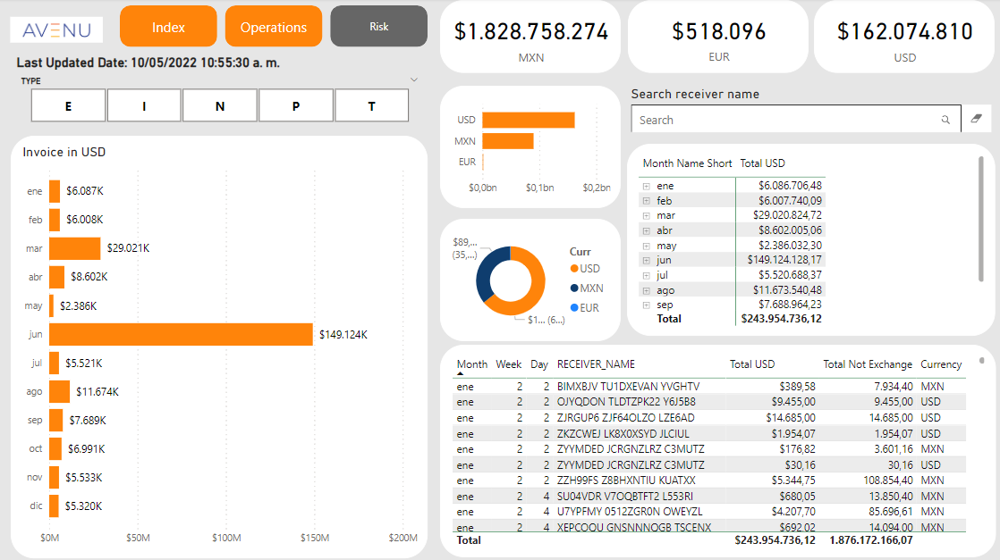 AVENU
Index
Operations
Risk
Last Updated Date: 10/05/2022 10:55:30 a. m.
TYPE
E I N P T
Invoice in USD
ene $6.087K
feb $6.008K
mar $29.021K
abr $8.602K
may $2.386K
jun $149.124K
jul $5.521K
ago $11.674K
sep $7.689K
oct $6.991K
nov $5.533K
dic $5.320K
$0M $50M $100M $150M $200M
$1.828.758.274
MXN
$518.096
EUR
$162.074.810
USD
USD
MXN
EUR
$0,0bn $0,1bn $0,2bn
$89,...
(35,...)
$1... (6...)
Curr
USD
MXN
EUR
Search receiver name
Search
Month Name Short Total USD
ene $6.086.706,48
feb $6.007.740,09
mar $29.020.824,72
abr $8.602.005,06
may $2.386.032,30
jun $149.124.128,17
jul $5.520.688,37
ago $11.673.540,48
sep $7.688.964,23
Total $243.954.736,12
Month Week Day RECEIVER_NAME Total USD Total Not Exchange Currency
ene 2 2 BIMXBJV TU1DXEVAN YVGHTV $389,58 7.934,40 MXN
ene 2 2 OJYQDON TLDTZPK22 Y6J5B8 $9.455,00 9.455,00 USD
ene 2 2 ZJRGUP6 ZJF64OLZO LZE6AD $14.685,00 14.685,00 USD
ene 2 2 ZKZCWEJ LK8X0XSYD JLCIUL $1.954,07 1.954,07 USD
ene 2 2 ZYYMDED JCRGNZLRZ C3MUTZ $176,82 3.601,16 MXN
ene 2 2 ZYYMDED JCRGNZLRZ C3MUTZ $30,16 30,16 USD
ene 2 2 ZZH99FS Z8BHXNTIU KUATXX $5.344,75 108.854,40 MXN
ene 2 4 SU04VDR V7OQBTFT2 L553RI $680,05 13.850,40 MXN
ene 2 4 U7YPFMY 0512ZGR0N OWEYZL $4.207,70 85.696,61 MXN
ene 2 4 XEPCOOU GNSNNNOGB TSCENX $692,02 14.094,00 MXN
Total $243.954.736,12 1.876.172.166,07